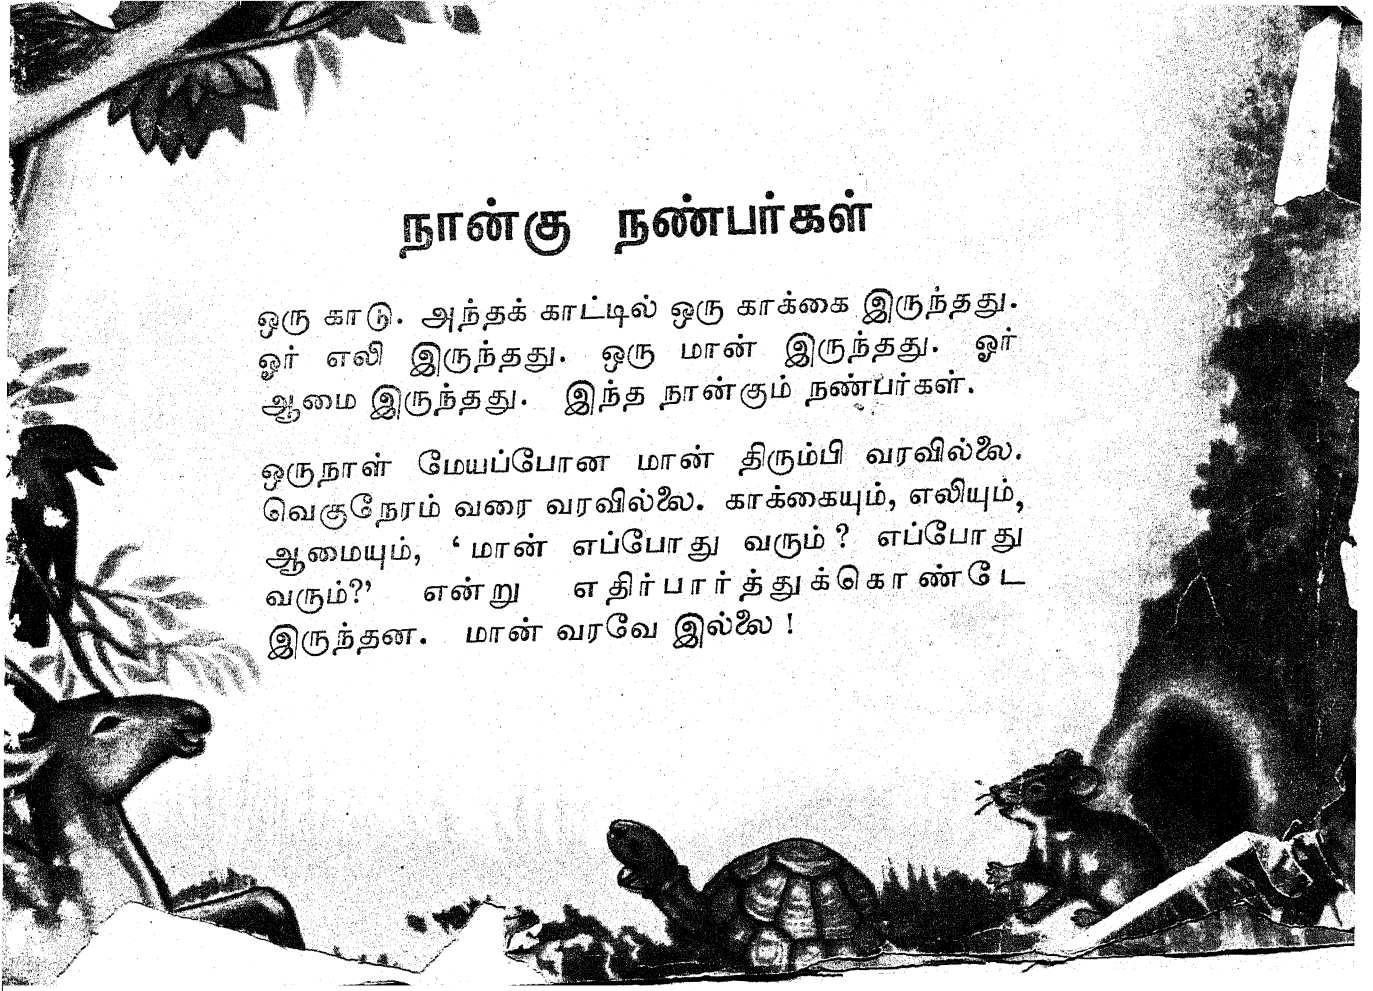 நான்கு நண்பர்கள்
ஒரு காடு. அந்தக் காட்டில் ஒரு காக்கை இருந்தது.
ஓர் எலி இருந்தது. ஒரு மான் இருந்தது. ஓர்
ஆமை இருந்தது. இந்த நான்கும் நண்பர்கள்.
ஒருநாள் மேயப்போன மான் திரும்பி வரவில்லை.
வெகுநேரம் வரை வரவில்லை. காக்கையும், எலியும்,
ஆமையும், ‘மான் எப்போது வரும்? எப்போது
வரும்?’ என்று எதிர்பார்த்துக்கொண்டே
இருந்தன. மான் வரவே இல்லை!